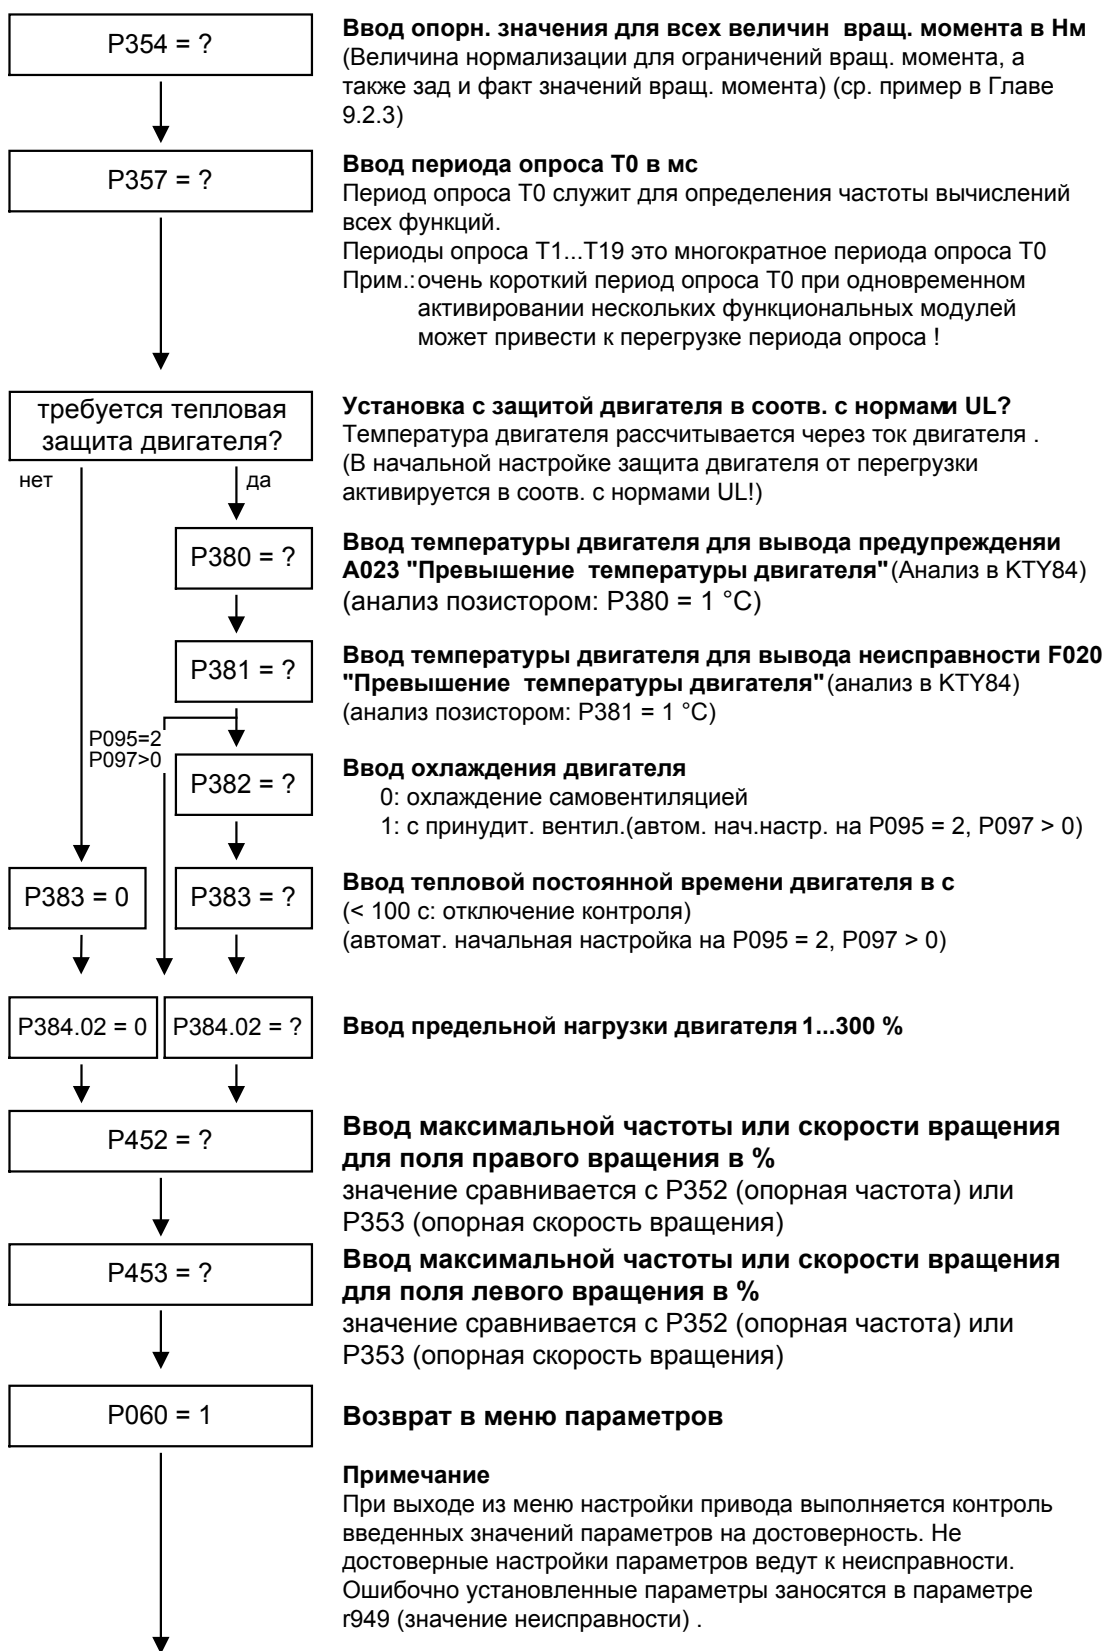 P354 = ?
Ввод опорн. значения для всех величин вращ. момента в Нм
(Величина нормализации для ограничений вращ. момента, а
также зад и факт значений вращ. момента) (ср. пример в Главе
9.2.3)
P357 = ?
Ввод периода опроса T0 в мс
Период опроса T0 служит для определения частоты вычислений
всех функций.
Периоды опроса T1...T19 это многократное периода опроса T0
Прим.: очень короткий период опроса T0 при одновременном
активировании нескольких функциональных модулей
может привести к перегрузке периода опроса !
требуется тепловая
защита двигателя?
нет
да
Установка с защитой двигателя в соотв. с нормами UL?
Температура двигателя рассчитывается через ток двигателя .
(В начальной настройке защита двигателя от перегрузки
активируется в соотв. с нормами UL!)
P380 = ?
Ввод температуры двигателя для вывода предупрежденяи
A023 "Превышение температуры двигателя" (Анализ в KTY84)
(анализ позистором: P380 = 1 °C)
P381 = ?
Ввод температуры двигателя для вывода неисправности F020
"Превышение температуры двигателя" (анализ в KTY84)
(анализ позистором: P381 = 1 °C)
P095=2
P097>0
P382 = ?
Ввод охлаждения двигателя
0: охлаждение самовентиляцией
1: с принудит. вентил.(автом. нач.настр. на P095 = 2, P097 > 0)
P383 = 0
P383 = ?
Ввод тепловой постоянной времени двигателя в с
(< 100 с: отключение контроля)
(автомат. начальная настройка на P095 = 2, P097 > 0)
P384.02 = 0
P384.02 = ?
Ввод предельной нагрузки двигателя 1...300 %
P452 = ?
Ввод максимальной частоты или скорости вращения
для поля правого вращения в %
значение сравнивается с P352 (опорная частота) или
P353 (опорная скорость вращения)
P453 = ?
Ввод максимальной частоты или скорости вращения
для поля левого вращения в %
значение сравнивается с P352 (опорная частота) или
P353 (опорная скорость вращения)
P060 = 1
Возврат в меню параметров
Примечание
При выходе из меню настройки привода выполняется контроль
введенных значений параметров на достоверность. Не
достоверные настройки параметров ведут к неисправности.
Ошибочно установленные параметры заносятся в параметре
r949 (значение неисправности) .